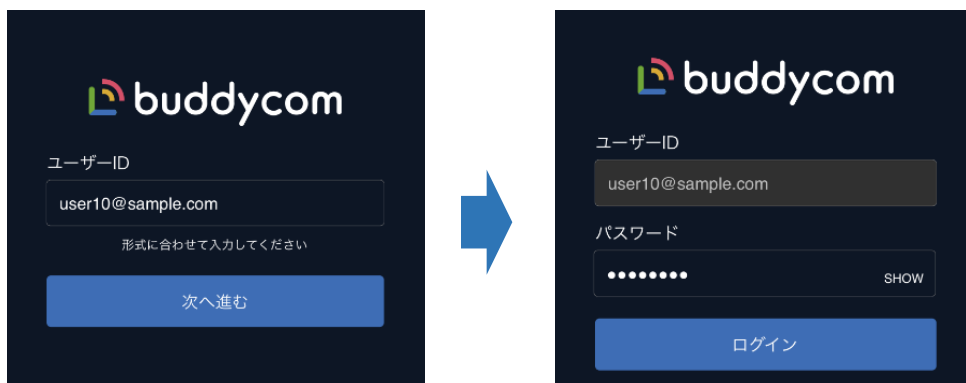 buddycom
ユーザーID
user10@sample.com
形式に合わせて入力してください
次へ進む
buddycom
ユーザーID
user10@sample.com
パスワード
●●●●●●●● SHOW
ログイン